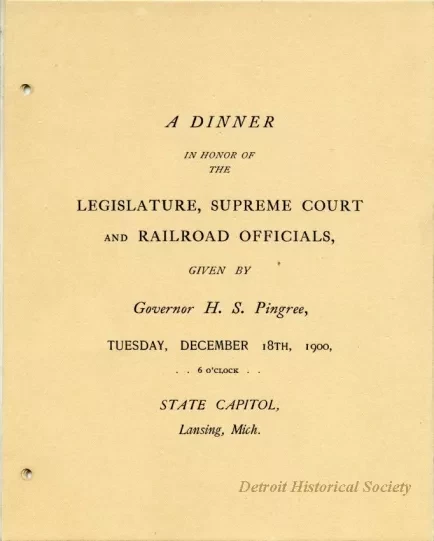 A DINNER
IN HONOR OF
THE
LEGISLATURE, SUPREME COURT
AND RAILROAD OFFICIALS,
GIVEN BY
Governor H. S. Pingree,
TUESDAY, DECEMBER 18TH, 1900,
. . 6 O'CLOCK . .
STATE CAPITOL,
Lansing, Mich.
Detroit Historical Society